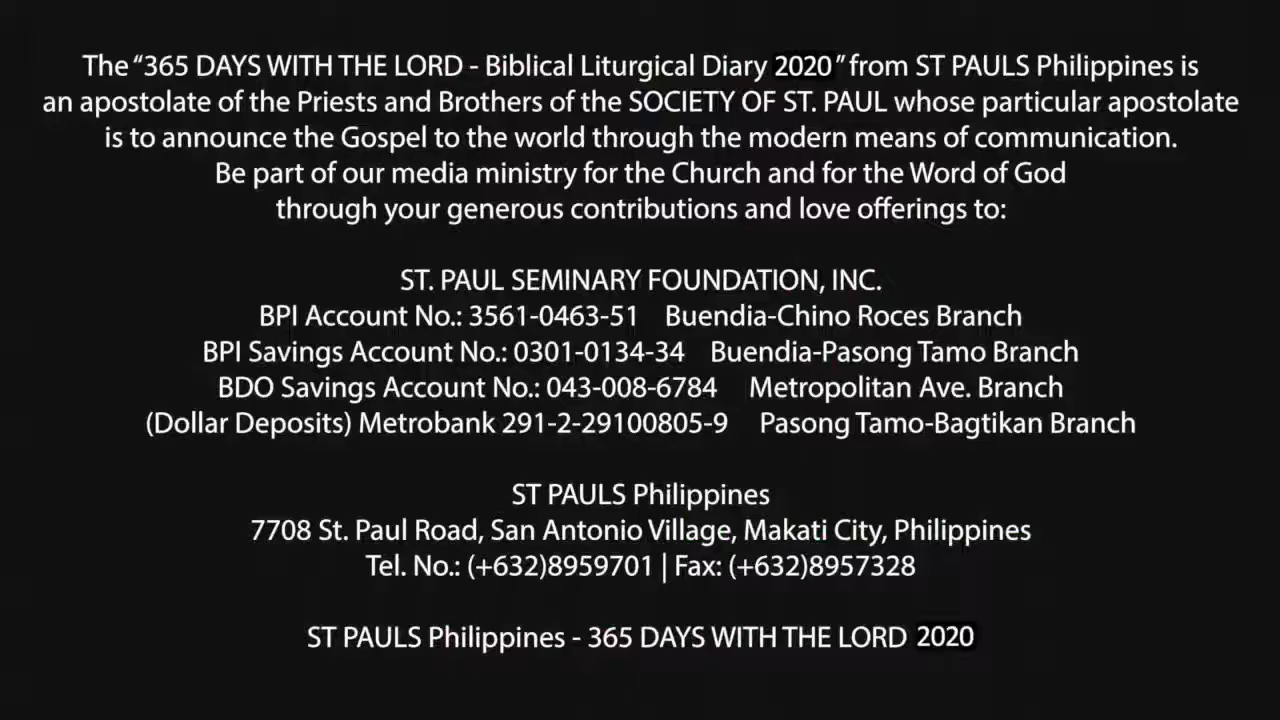 The “365 DAYS WITH THE LORD - Biblical Liturgical Diary 2020” from ST PAULS Philippines is
an apostolate of the Priests and Brothers of the SOCIETY OF ST. PAUL whose particular apostolate
is to announce the Gospel to the world through the modern means of communication.
Be part of our media ministry for the Church and for the Word of God
through your generous contributions and love offerings to:
ST. PAUL SEMINARY FOUNDATION, INC.
BPI Account No.: 3561-0463-51 Buendia-Chino Roces Branch
BPI Savings Account No.: 0301-0134-34 Buendia-Pasong Tamo Branch
BDO Savings Account No.: 043-008-6784 Metropolitan Ave. Branch
(Dollar Deposits) Metrobank 291-2-29100805-9 Pasong Tamo-Bagtikan Branch
ST PAULS Philippines
7708 St. Paul Road, San Antonio Village, Makati City, Philippines
Tel. No.: (+632)8959701 | Fax: (+632)8957328
ST PAULS Philippines - 365 DAYS WITH THE LORD 2020